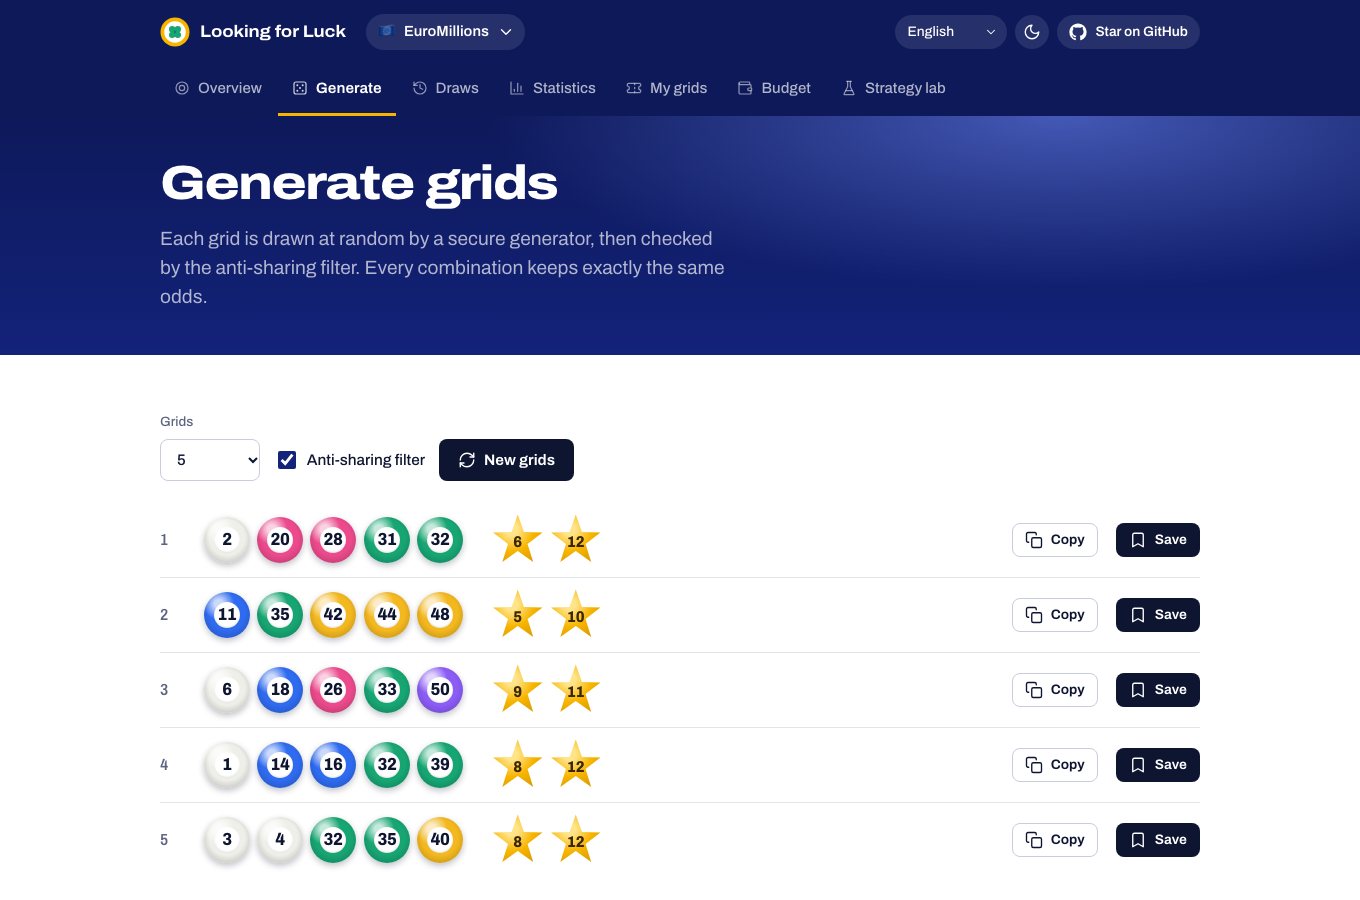 Looking for Luck
EuroMillions
English
Star on GitHub
Overview
Generate
Draws
Statistics
My grids
Budget
Strategy lab
Generate grids
Each grid is drawn at random by a secure generator, then checked
by the anti-sharing filter. Every combination keeps exactly the same
odds.
Grids
5
Anti-sharing filter
New grids
1 2 20 28 31 32 6 12 Copy Save
2 11 35 42 44 48 5 10 Copy Save
3 6 18 26 33 50 9 11 Copy Save
4 1 14 16 32 39 8 12 Copy Save
5 3 4 32 35 40 8 12 Copy Save